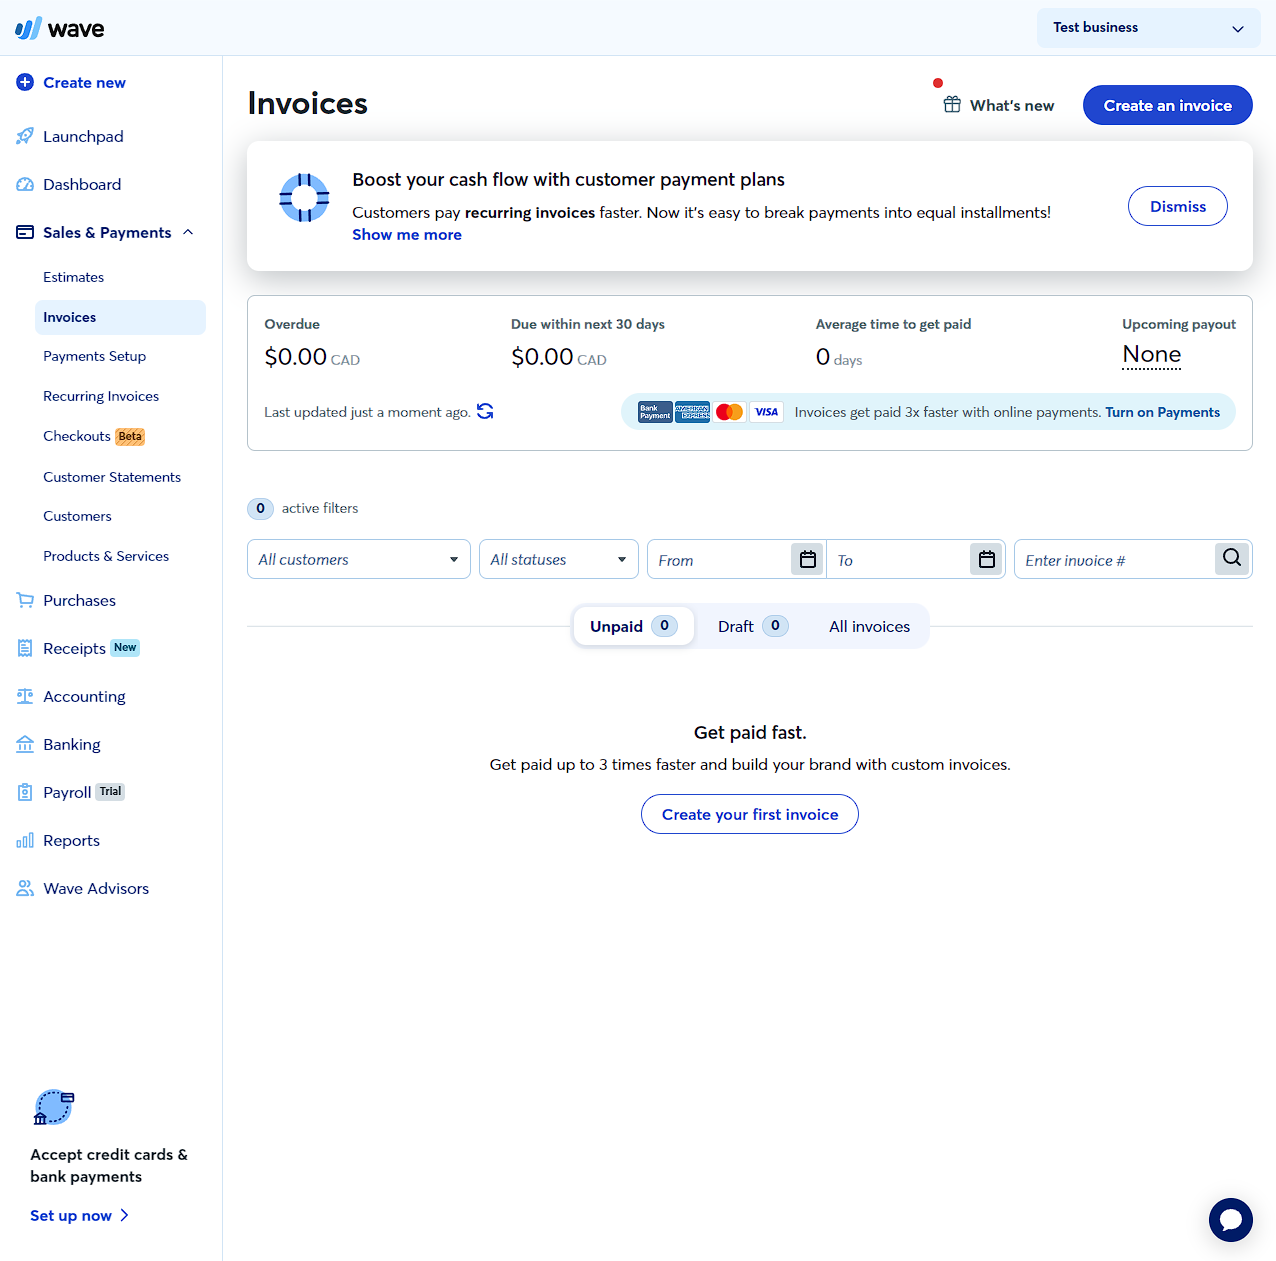 wave
Test business
Create new
Launchpad
Dashboard
Sales & Payments
Estimates
Invoices
Payments Setup
Recurring Invoices
Checkouts Beta
Customer Statements
Customers
Products & Services
Purchases
Receipts New
Accounting
Banking
Payroll Trial
Reports
Wave Advisors
Accept credit cards &
bank payments
Set up now
Invoices
What's new
Create an invoice
Boost your cash flow with customer payment plans
Customers pay recurring invoices faster. Now it's easy to break payments into equal installments!
Show me more
Dismiss
Overdue
$0.00 CAD
Due within next 30 days
$0.00 CAD
Average time to get paid
0 days
Upcoming payout
None
Last updated just a moment ago.
Bank
Payment
AMERICAN
EXPRESS
VISA
Invoices get paid 3x faster with online payments. Turn on Payments
0 active filters
All customers
All statuses
From
To
Enter invoice #
Unpaid 0
Draft 0
All invoices
Get paid fast.
Get paid up to 3 times faster and build your brand with custom invoices.
Create your first invoice